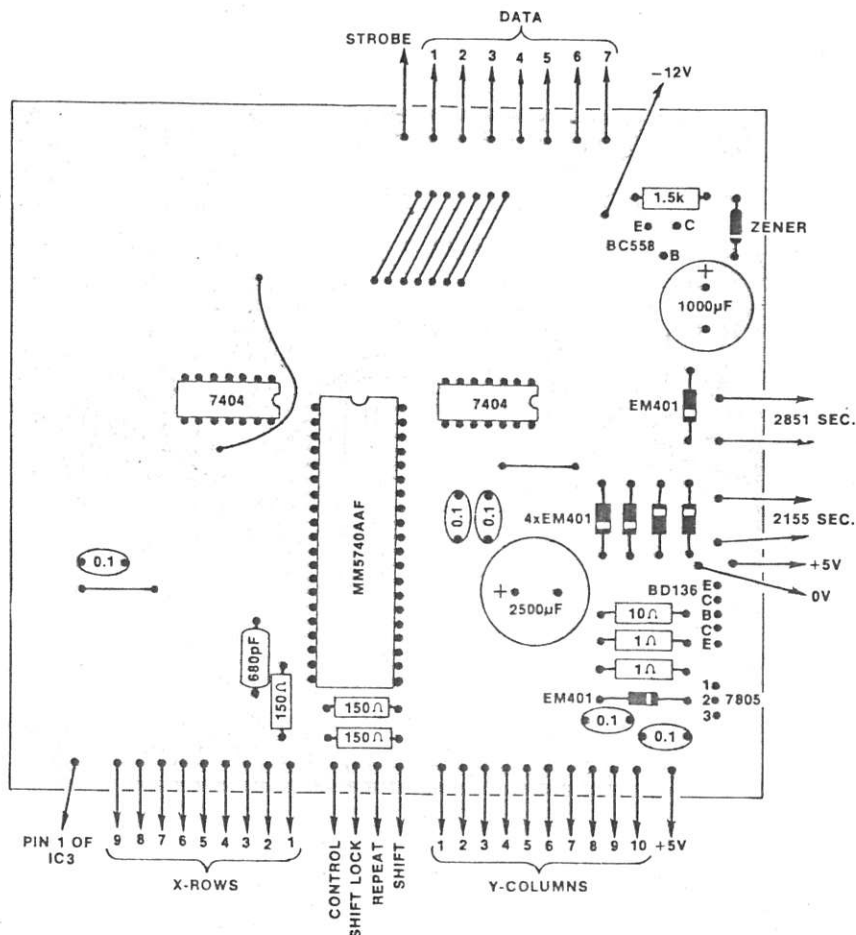 DATA
STROBE
1 2 3 4 5 6 7
-12V
1.5k
E C
ZENER
BC558
B
+
1000µF
7404
7404
EM401
2851 SEC.
MM5740AAF
0.1 0.1
4xEM401
2155 SEC.
0.1
+5V
+
2500µF
BD136
E
C
B
C
E
0V
10Ω
1Ω
1Ω
680pF
150Ω
150Ω
150Ω
EM401
1
2 7805
3
0.1
0.1
PIN 1 OF
IC3
9 8 7 6 5 4 3 2 1
X-ROWS
CONTROL
SHIFT LOCK
REPEAT
SHIFT
1 2 3 4 5 6 7 8 9 10 +5V
Y-COLUMNS